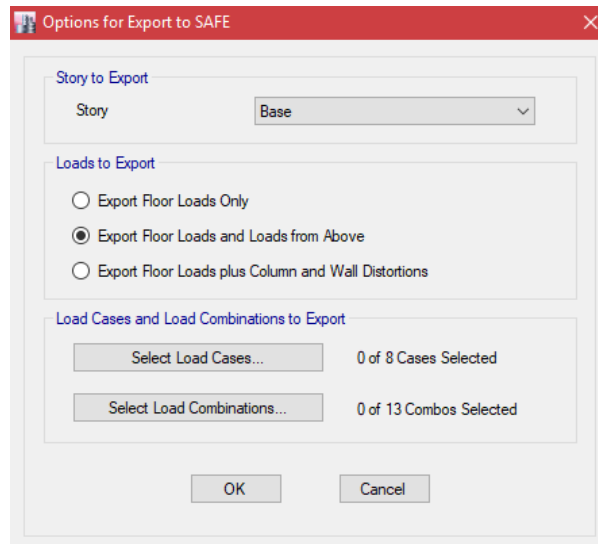 Options for Export to SAFE
Story to Export
Story
Base
Loads to Export
Export Floor Loads Only
Export Floor Loads and Loads from Above
Export Floor Loads plus Column and Wall Distortions
Load Cases and Load Combinations to Export
Select Load Cases... 0 of 8 Cases Selected
Select Load Combinations... 0 of 13 Combos Selected
OK Cancel